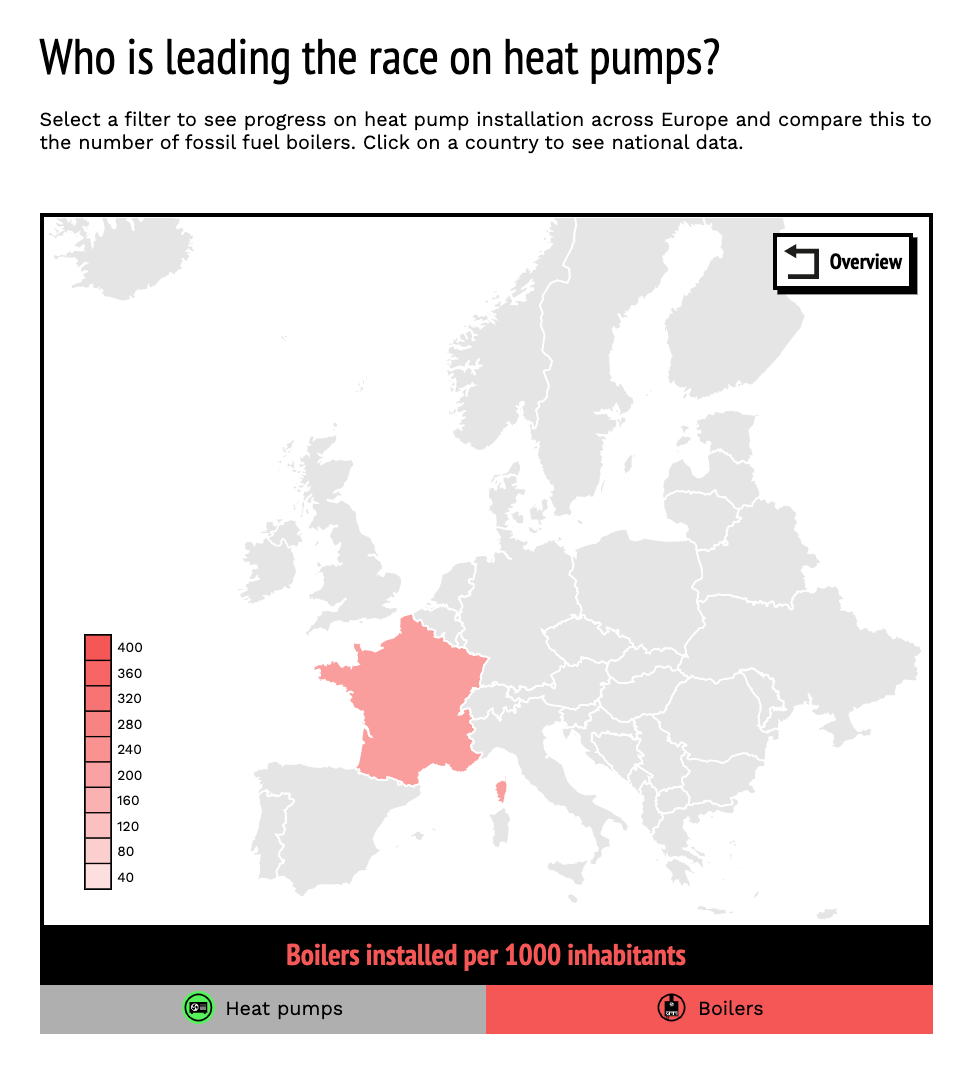 Who is leading the race on heat pumps?
Select a filter to see progress on heat pump installation across Europe and compare this to
the number of fossil fuel boilers. Click on a country to see national data.
Overview
400
360
320
280
240
200
160
120
80
40
Boilers installed per 1000 inhabitants
Heat pumps
Boilers